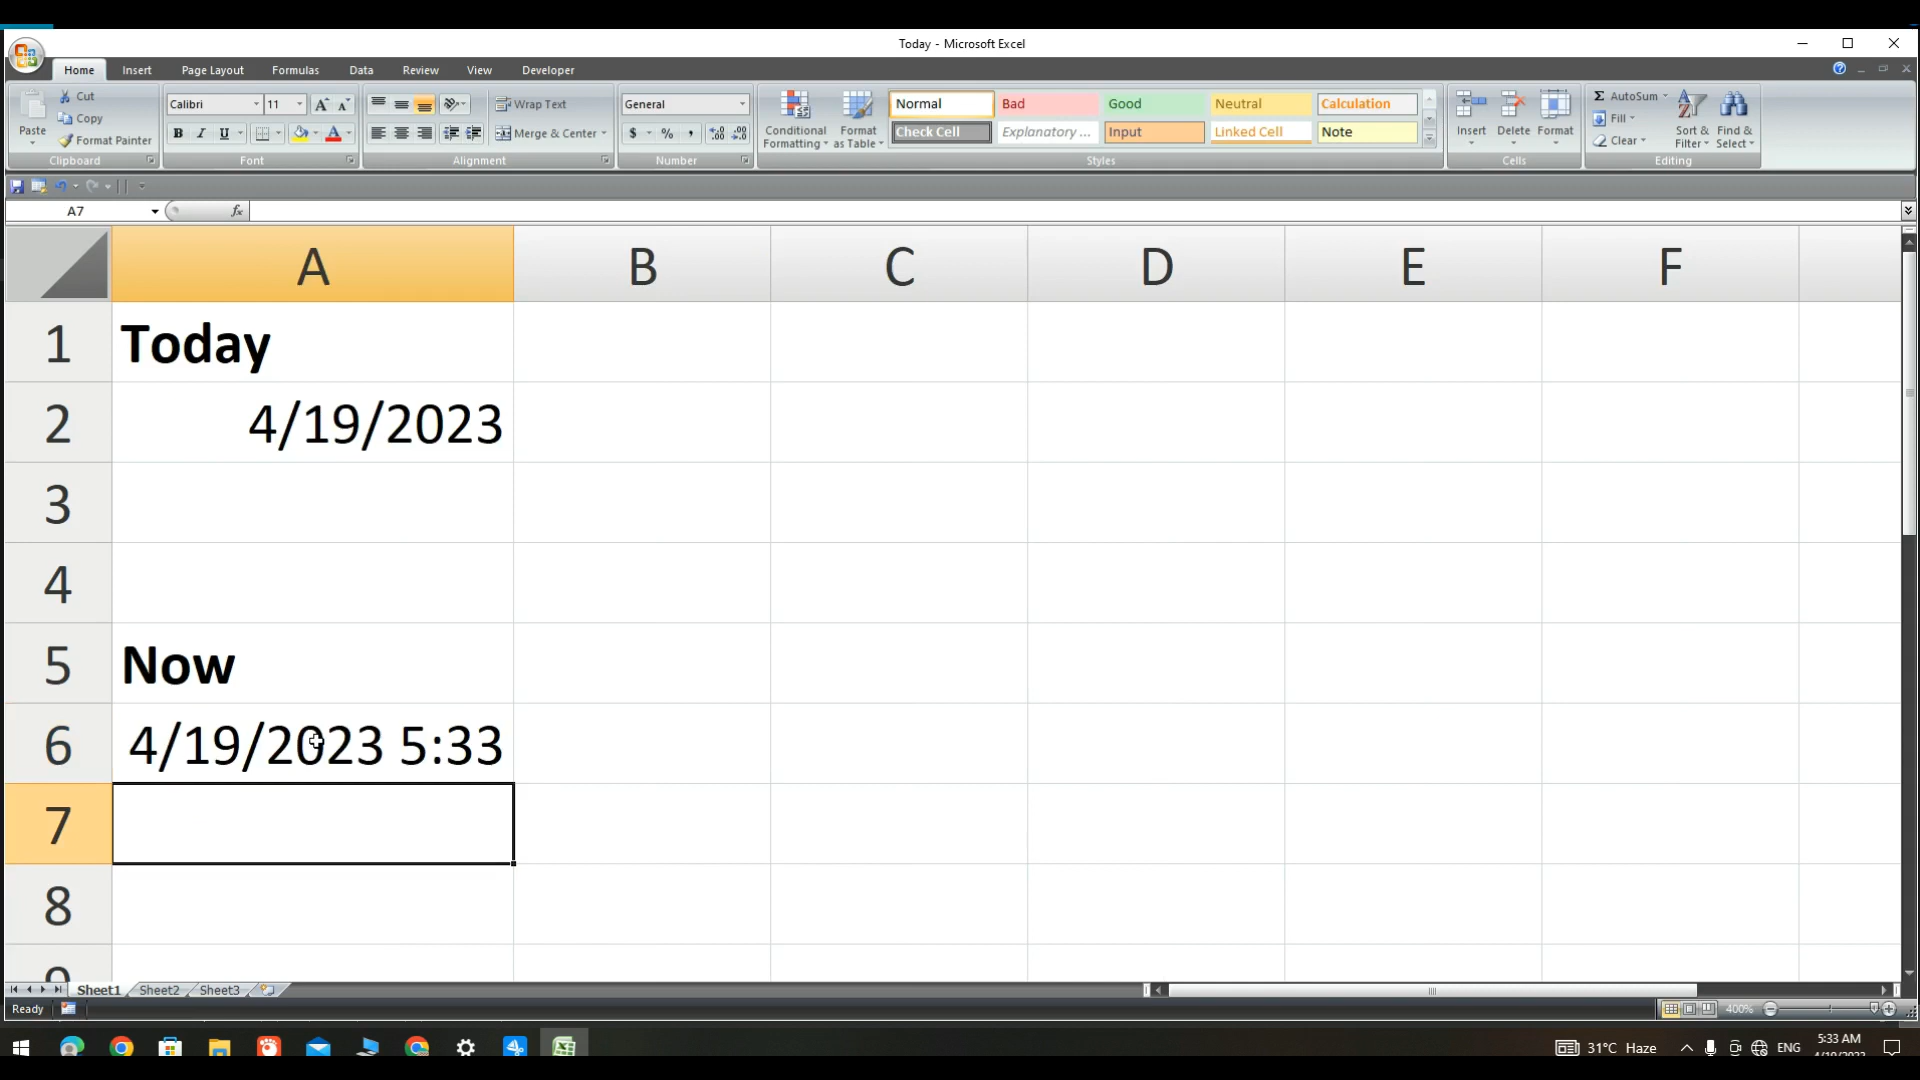 Today - Microsoft Excel
Home Insert Page Layout Formulas Data Review View Developer
Paste
Cut
Copy
Format Painter
Clipboard
Calibri 11
B I U
Font
Wrap Text
Merge & Center
Alignment
General
$ % ,
Number
Conditional Formatting
Format as Table
Normal Bad Good Neutral Calculation
Check Cell Explanatory ... Input Linked Cell Note
Styles
Insert Delete Format
Cells
Σ AutoSum
Fill
Clear
Sort & Filter
Find & Select
Editing
A7 fx
A B C D E F
1 Today
2 4/19/2023
3
4
5 Now
6 4/19/2023 5:33
7
8
9
Sheet1 Sheet2 Sheet3
Ready 400%
31°C Haze ENG 5:33 AM